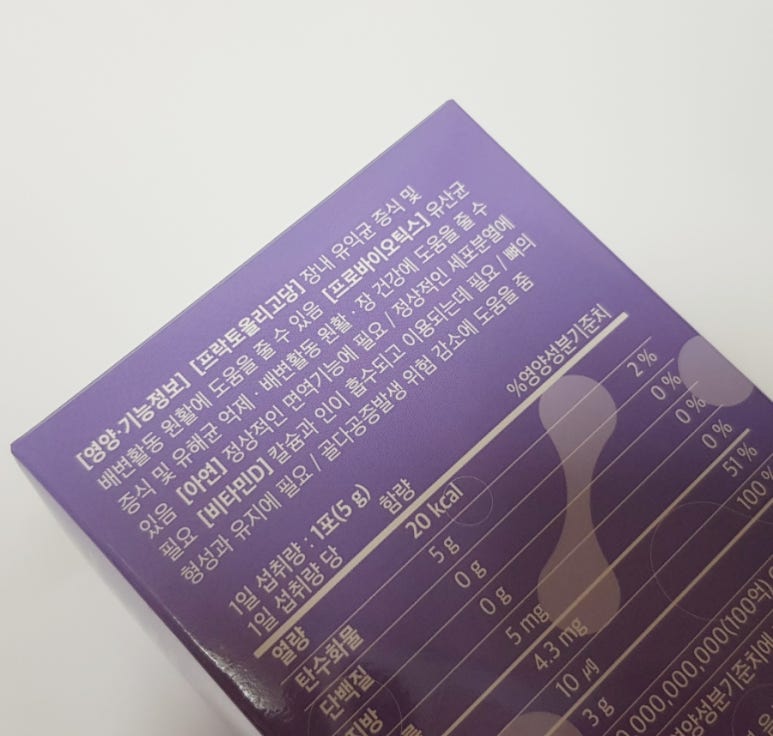 [영양·기능정보] [프락토올리고당] 장내 유익균 증식 및
배변활동 원활에 도움을 줄 수 있음 [프로바이오틱스] 유산균
증식 및 유해균 억제·배변활동 원활·장 건강에 도움을 줄 수
있음 [아연] 정상적인 면역기능에 필요 / 정상적인 세포분열에
필요 [비타민D] 칼슘과 인이 흡수되고 이용되는데 필요 / 뼈의
형성과 유지에 필요 / 골다공증발생 위험 감소에 도움을 줌
1일 섭취량 : 1포(5 g)
1일 섭취량 당 함량 %영양성분기준치
열량 20 kcal
탄수화물 5 g 2 %
단백질 0 g 0 %
지방 0 g 0 %
5 mg 0 %
4.3 mg 51 %
10 ㎍ 100 %
3 g
000,000,000(100억)
영양성분기준치에